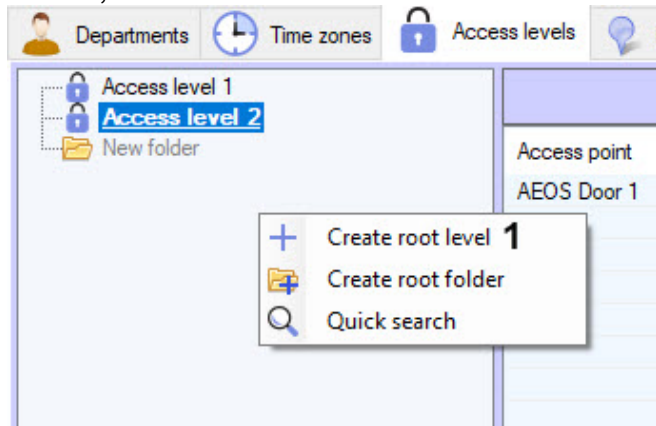 Departments Time zones Access levels
Access level 1
Access level 2
New folder
Access point
AEOS Door 1
Create root level 1
Create root folder
Quick search